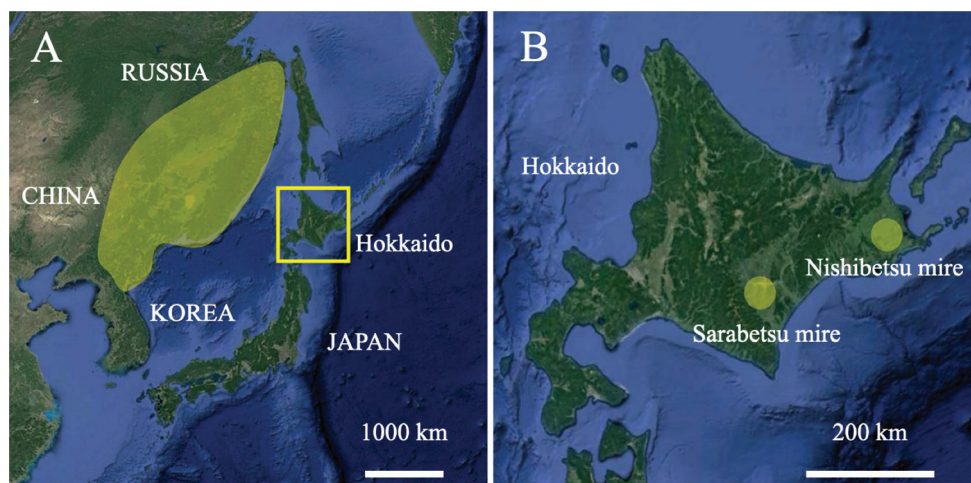 A
RUSSIA
CHINA
Hokkaido
KOREA
JAPAN
1000 km
B
Hokkaido
Nishibetsu mire
Sarabetsu mire
200 km